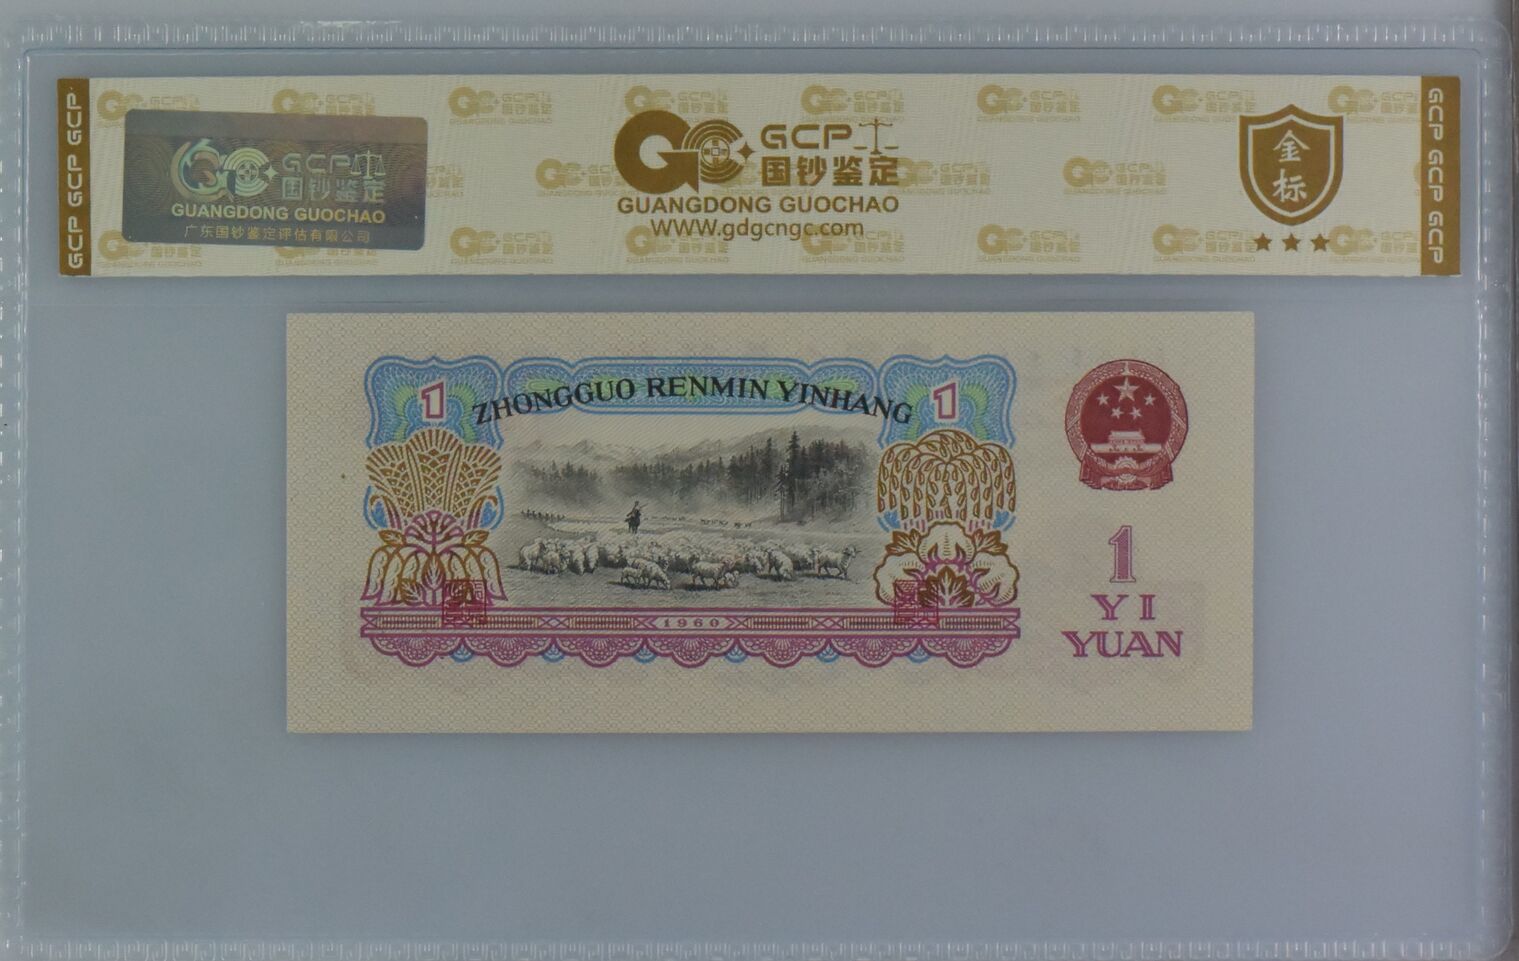 GCP GCP GCP
GCP
国钞鉴定
GUANGDONG GUOCHAO
广东国钞鉴定评估有限公司
GCP
国钞鉴定
GUANGDONG GUOCHAO
WWW.gdgcngc.com
金标
GCP GCP GCP
1
ZHONGGUO RENMIN YINHANG
1
1960
1
YI
YUAN